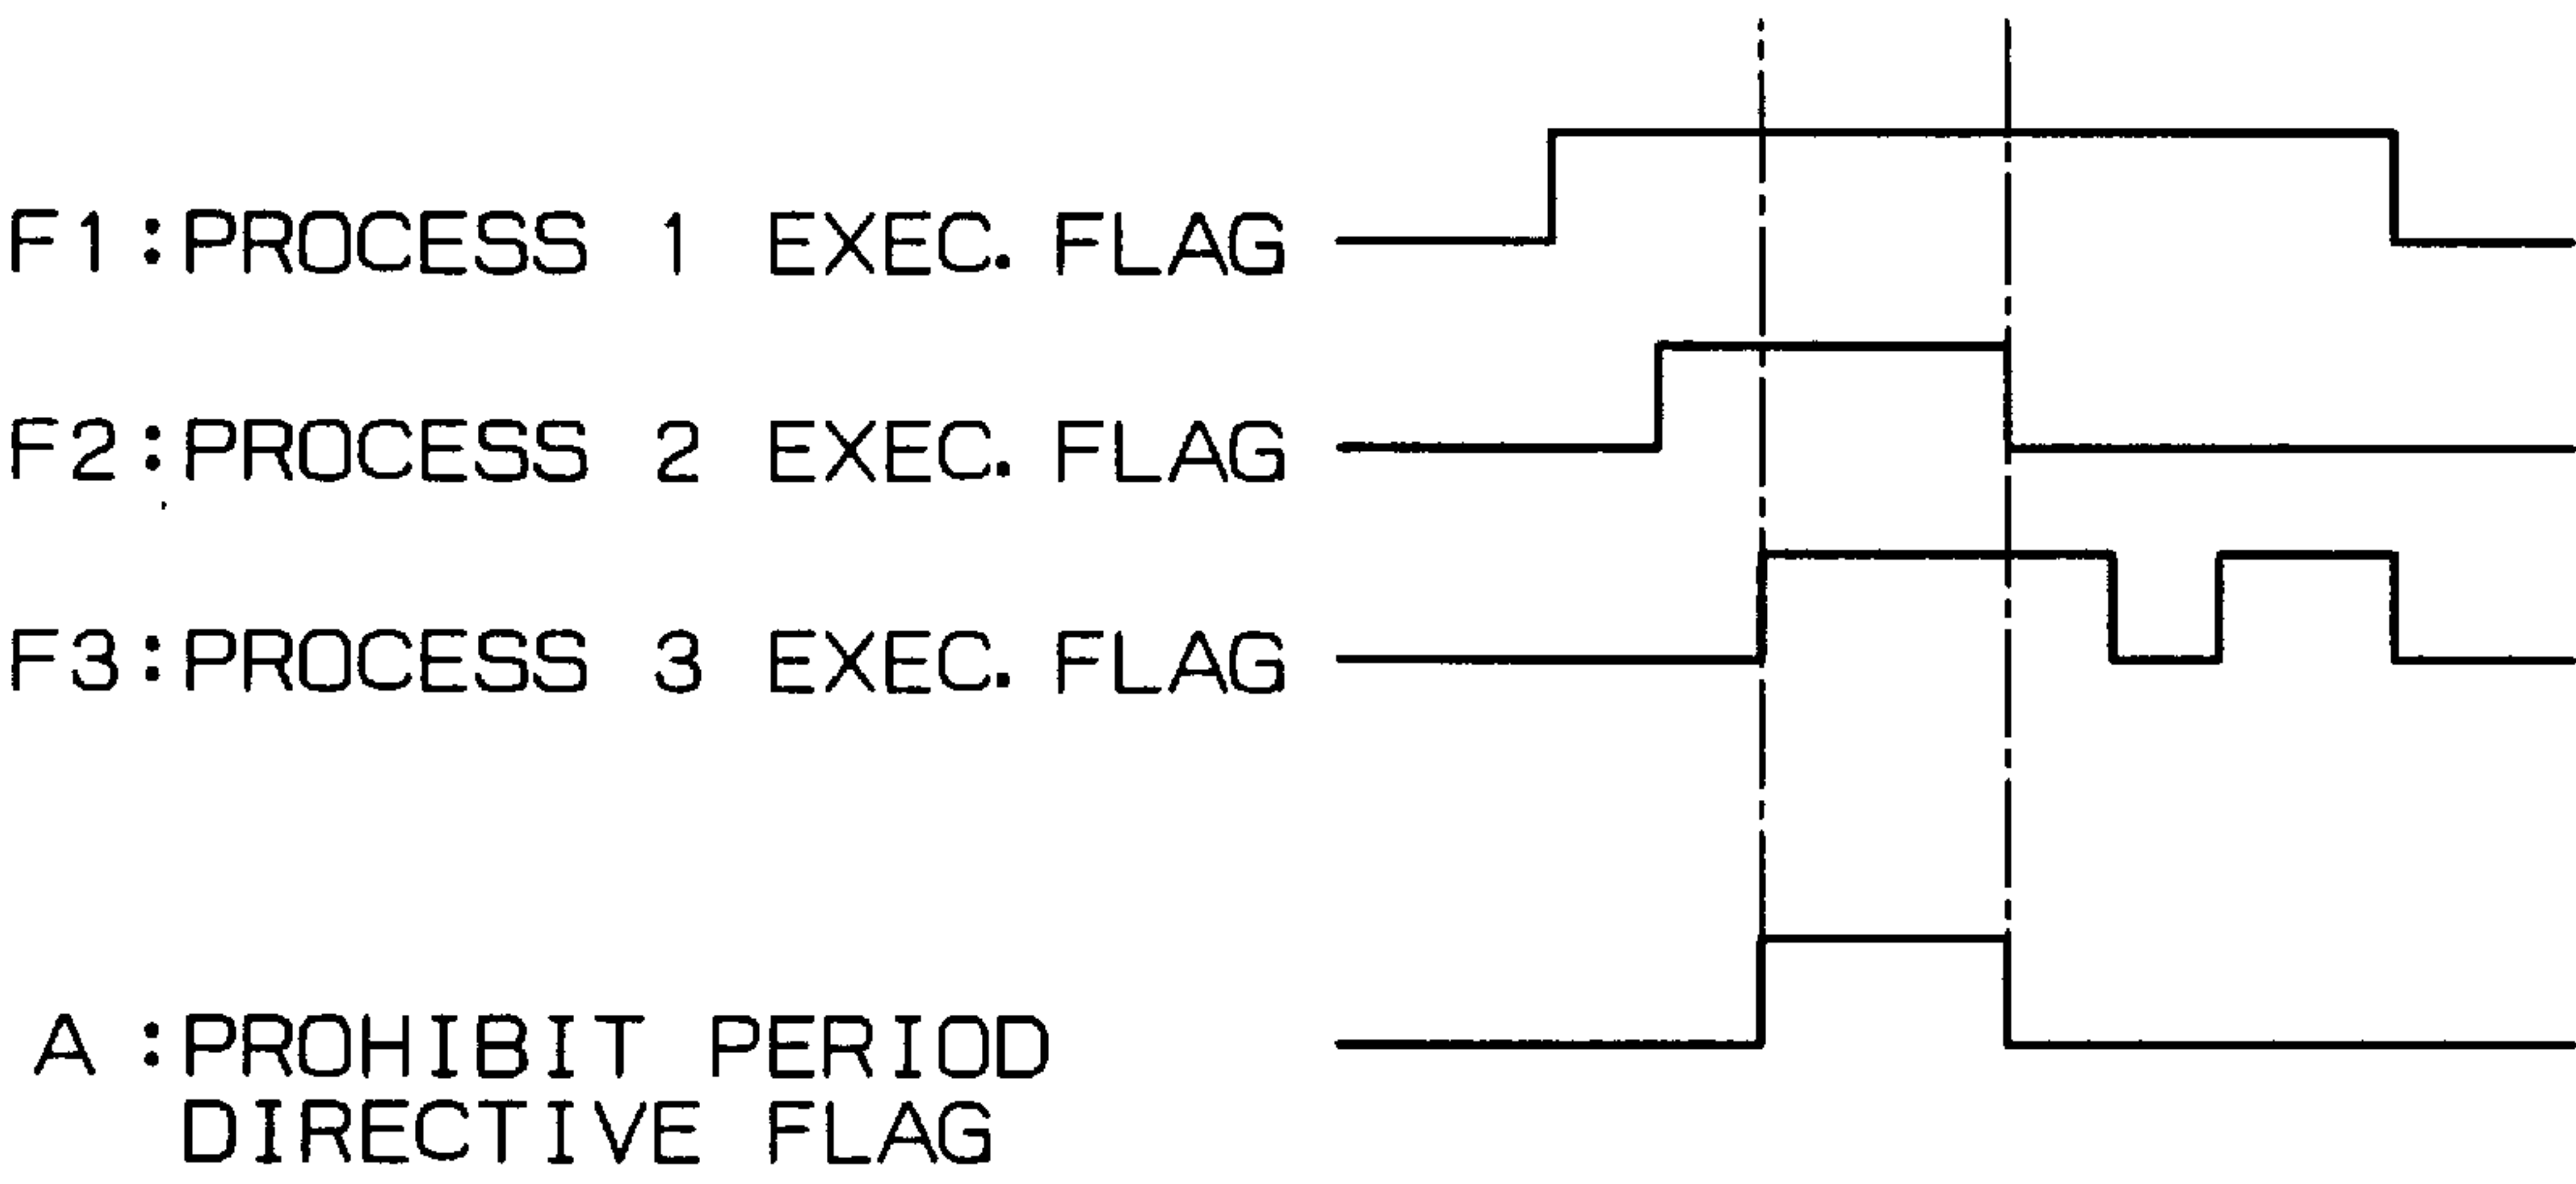 F1:PROCESS 1 EXEC. FLAG
F2:PROCESS 2 EXEC. FLAG
F3:PROCESS 3 EXEC. FLAG
A :PROHIBIT PERIOD
DIRECTIVE FLAG